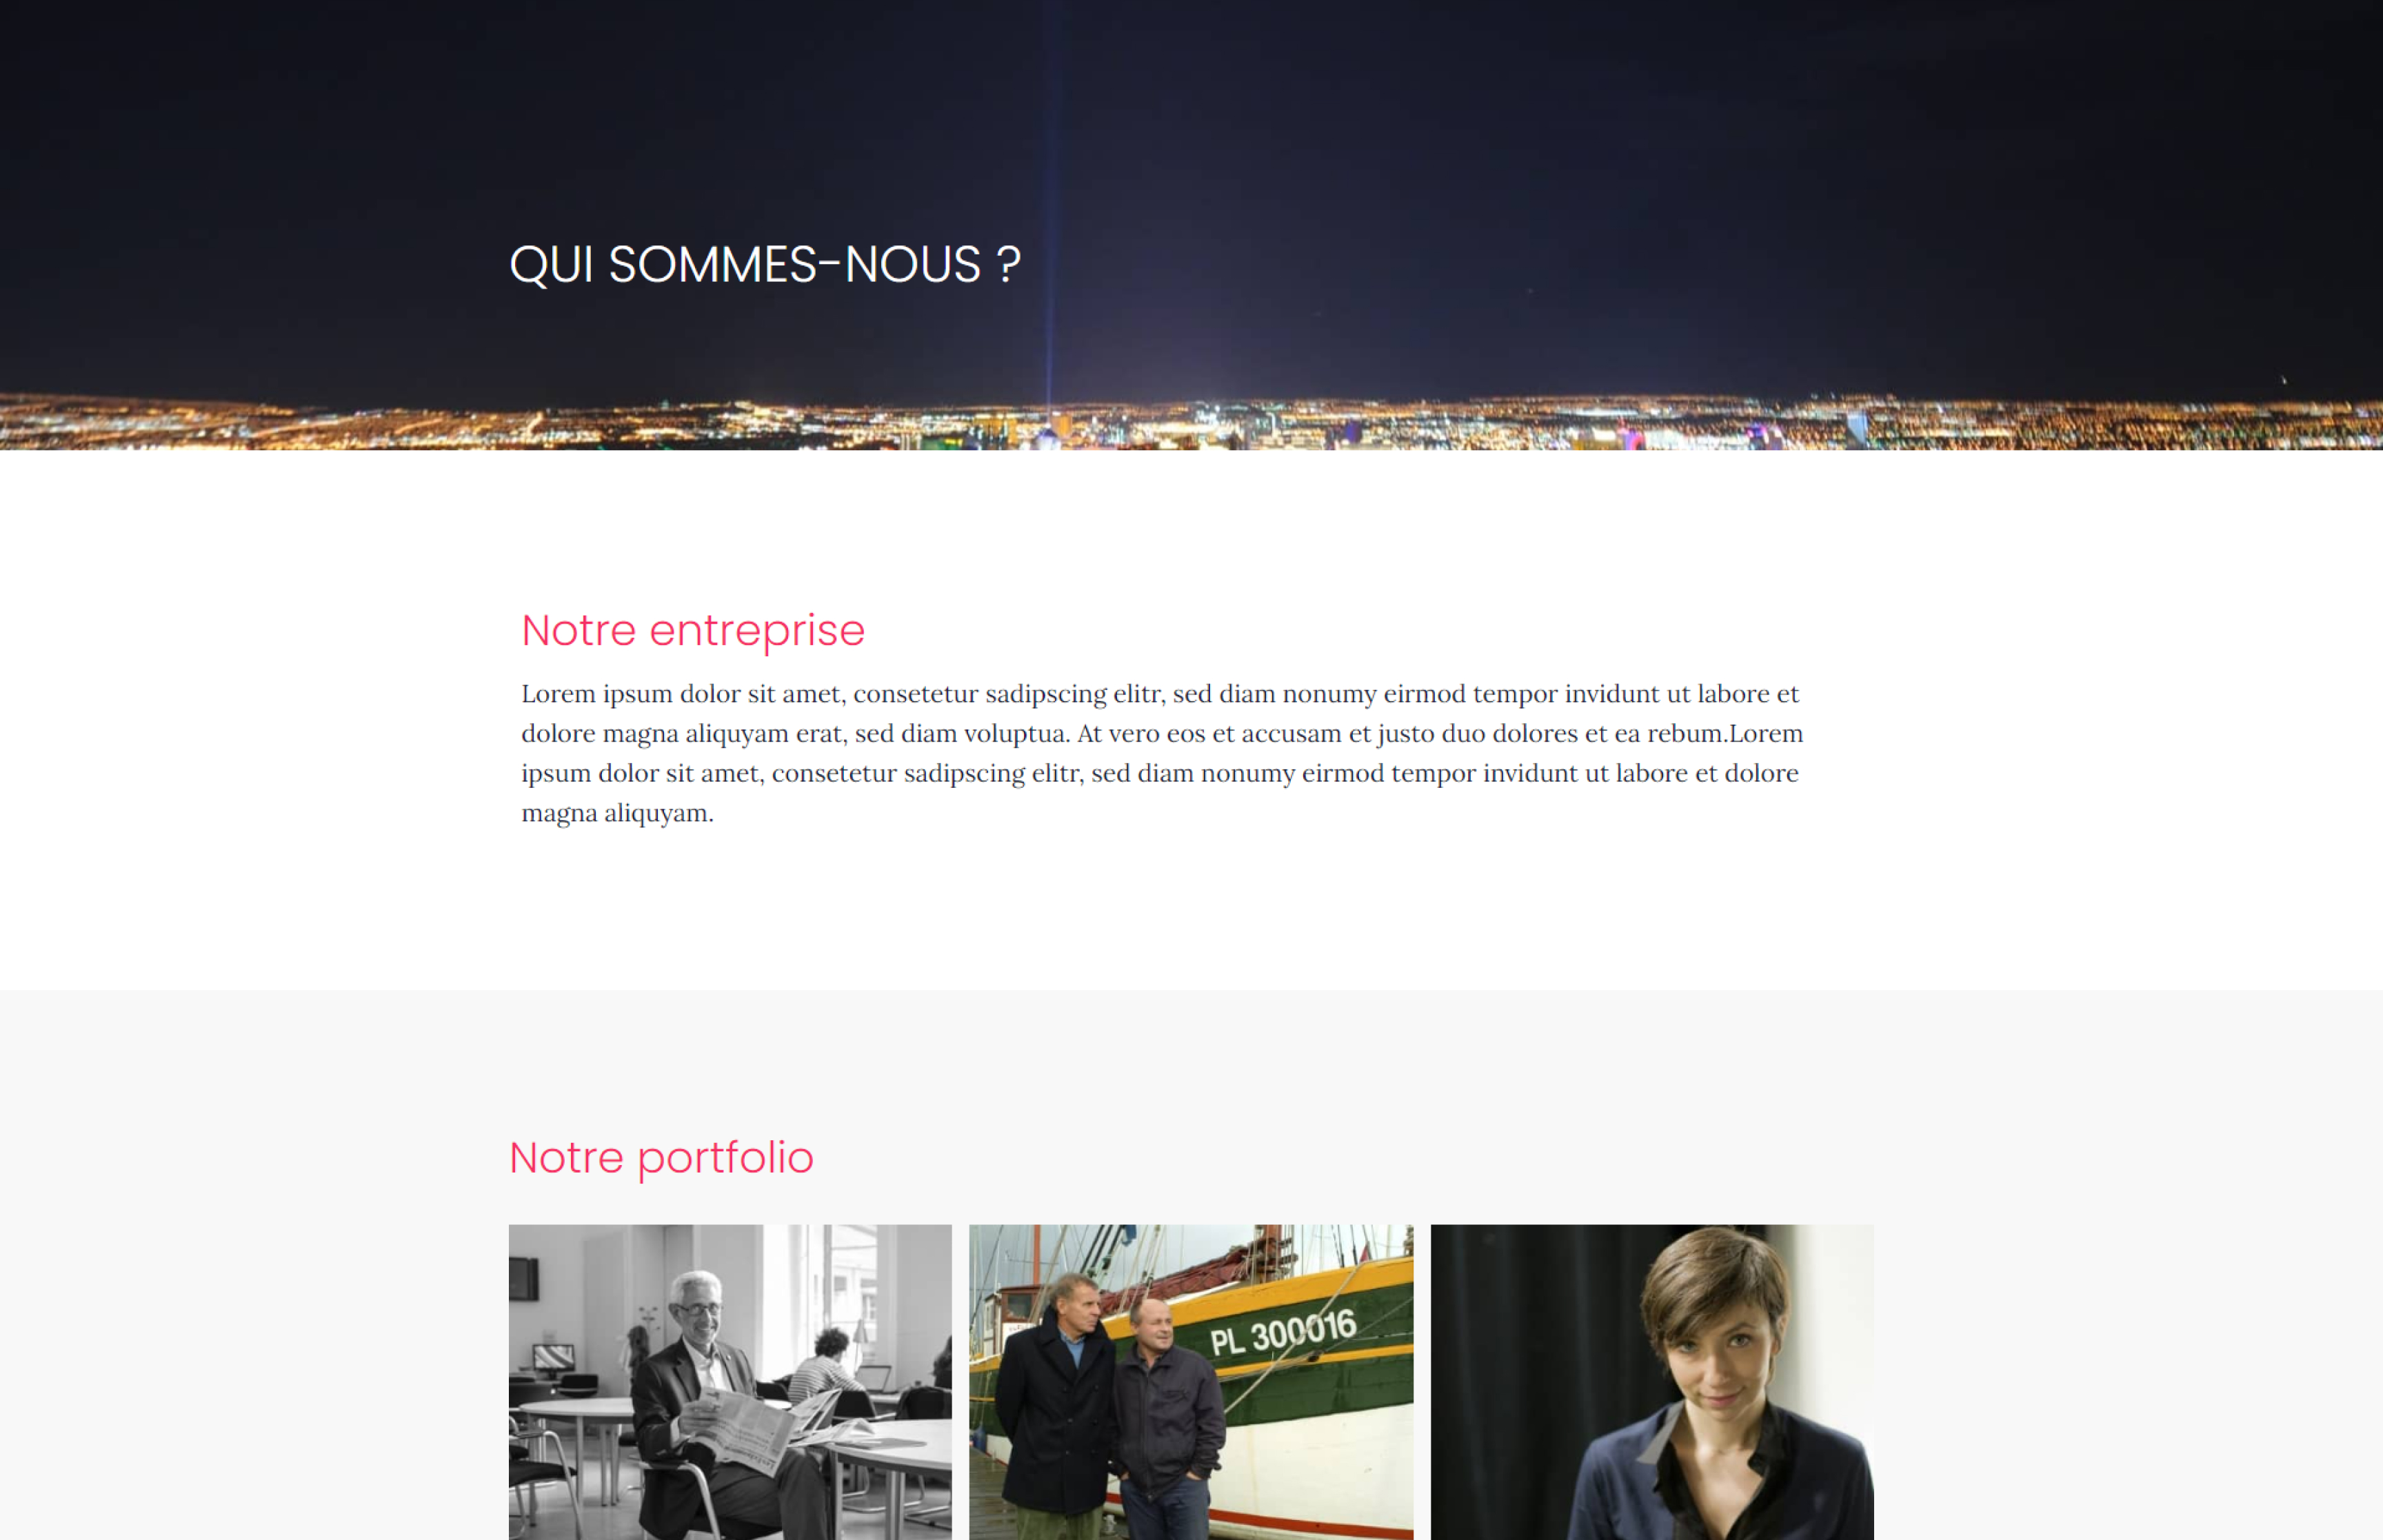 QUI SOMMES-NOUS ?
Notre entreprise
Lorem ipsum dolor sit amet, consetetur sadipscing elitr, sed diam nonumy eirmod tempor invidunt ut labore et
dolore magna aliquyam erat, sed diam voluptua. At vero eos et accusam et justo duo dolores et ea rebum.Lorem
ipsum dolor sit amet, consetetur sadipscing elitr, sed diam nonumy eirmod tempor invidunt ut labore et dolore
magna aliquyam.
Notre portfolio
PL 300016